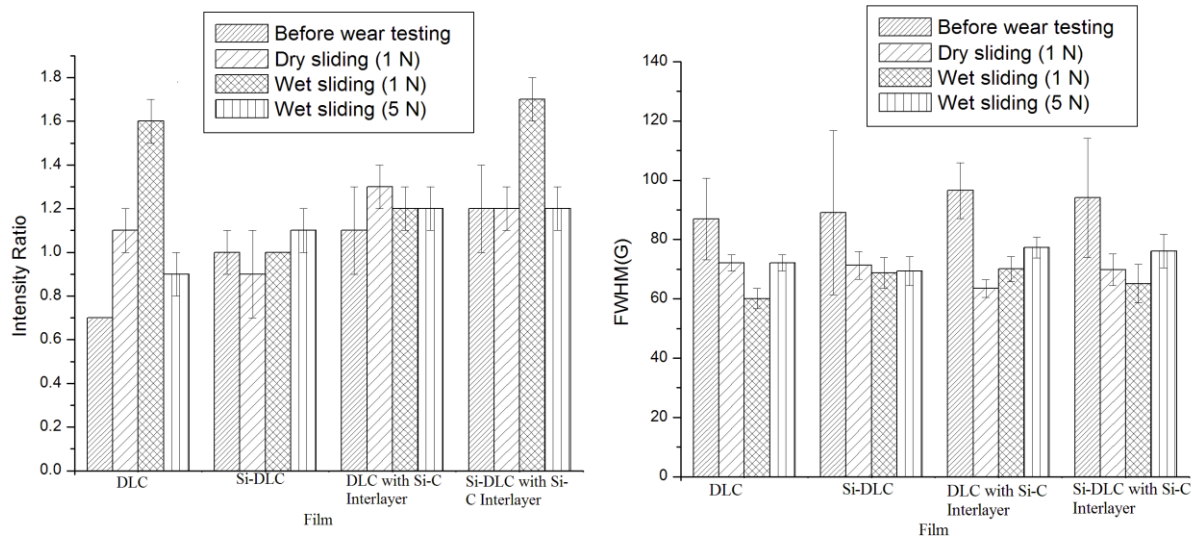 Before wear testing
Dry sliding (1 N)
Wet sliding (1 N)
Wet sliding (5 N)
Intensity Ratio
1.8
1.6
1.4
1.2
1.0
0.8
0.6
0.4
0.2
0.0
DLC
Si-DLC
DLC with Si-C
Interlayer
Si-DLC with Si-
C Interlayer
Film
Before wear testing
Dry sliding (1 N)
Wet sliding (1 N)
Wet sliding (5 N)
FWHM(G)
140
120
100
80
60
40
20
0
DLC
Si-DLC
DLC with Si-C
Interlayer
Si-DLC with Si-C
Interlayer
Film